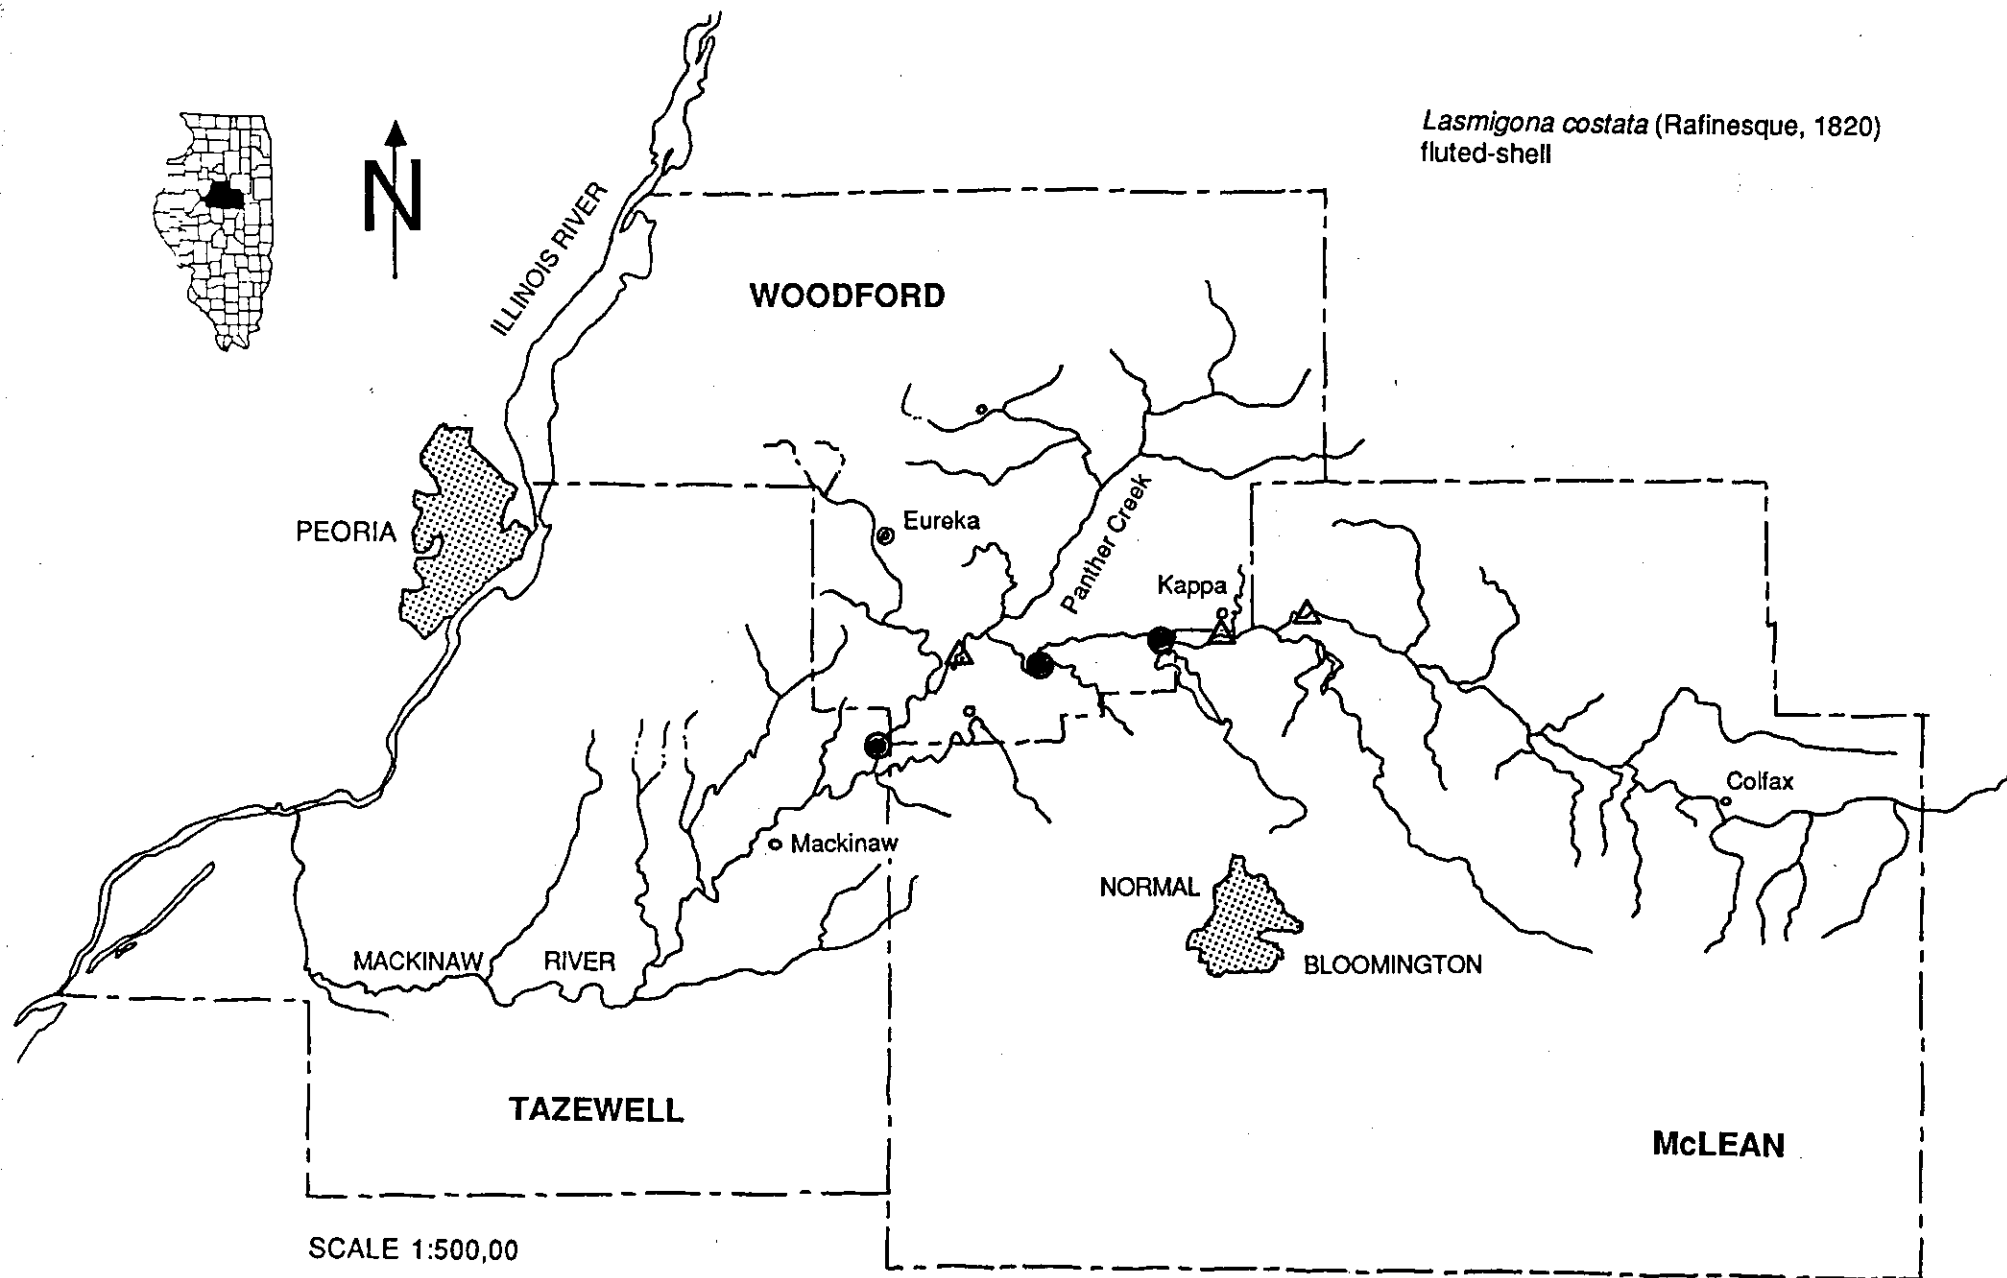 Lasmigona costata (Rafinesque, 1820)
fluted-shell
N
ILLINOIS RIVER
WOODFORD
PEORIA
Eureka
Panther Creek
Kappa
Colfax
Mackinaw
NORMAL
BLOOMINGTON
MACKINAW RIVER
TAZEWELL
McLEAN
SCALE 1:500,00